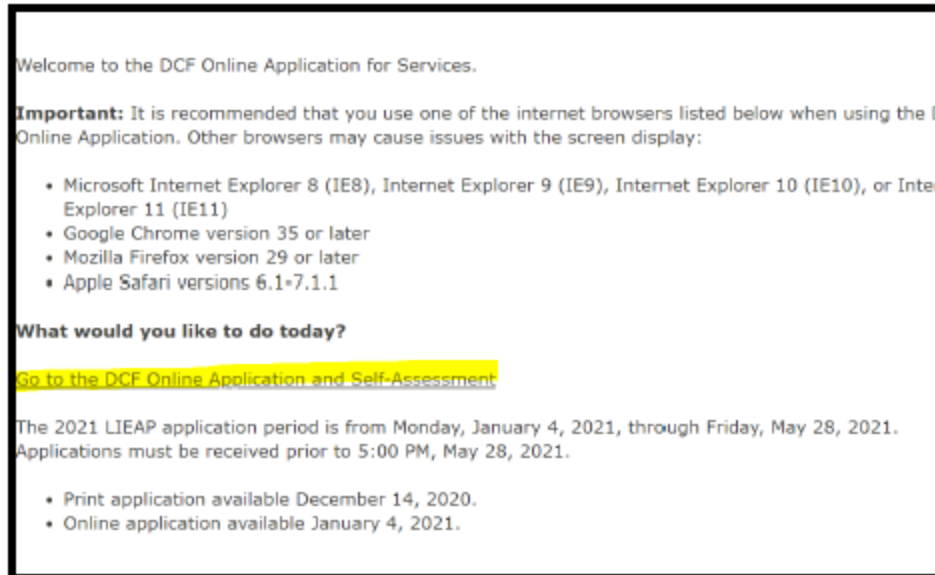 Welcome to the DCF Online Application for Services.
Important: It is recommended that you use one of the internet browsers listed below when using the
Online Application. Other browsers may cause issues with the screen display:
• Microsoft Internet Explorer 8 (IE8), Internet Explorer 9 (IE9), Internet Explorer 10 (IE10), or
Explorer 11 (IE11)
• Google Chrome version 35 or later
• Mozilla Firefox version 29 or later
• Apple Safari versions 6.1-7.1.1
What would you like to do today?
Go to the DCF Online Application and Self-Assessment
The 2021 LIEAP application period is from Monday, January 4, 2021, through Friday, May 28, 2021.
Applications must be received prior to 5:00 PM, May 28, 2021.
• Print application available December 14, 2020.
• Online application available January 4, 2021.